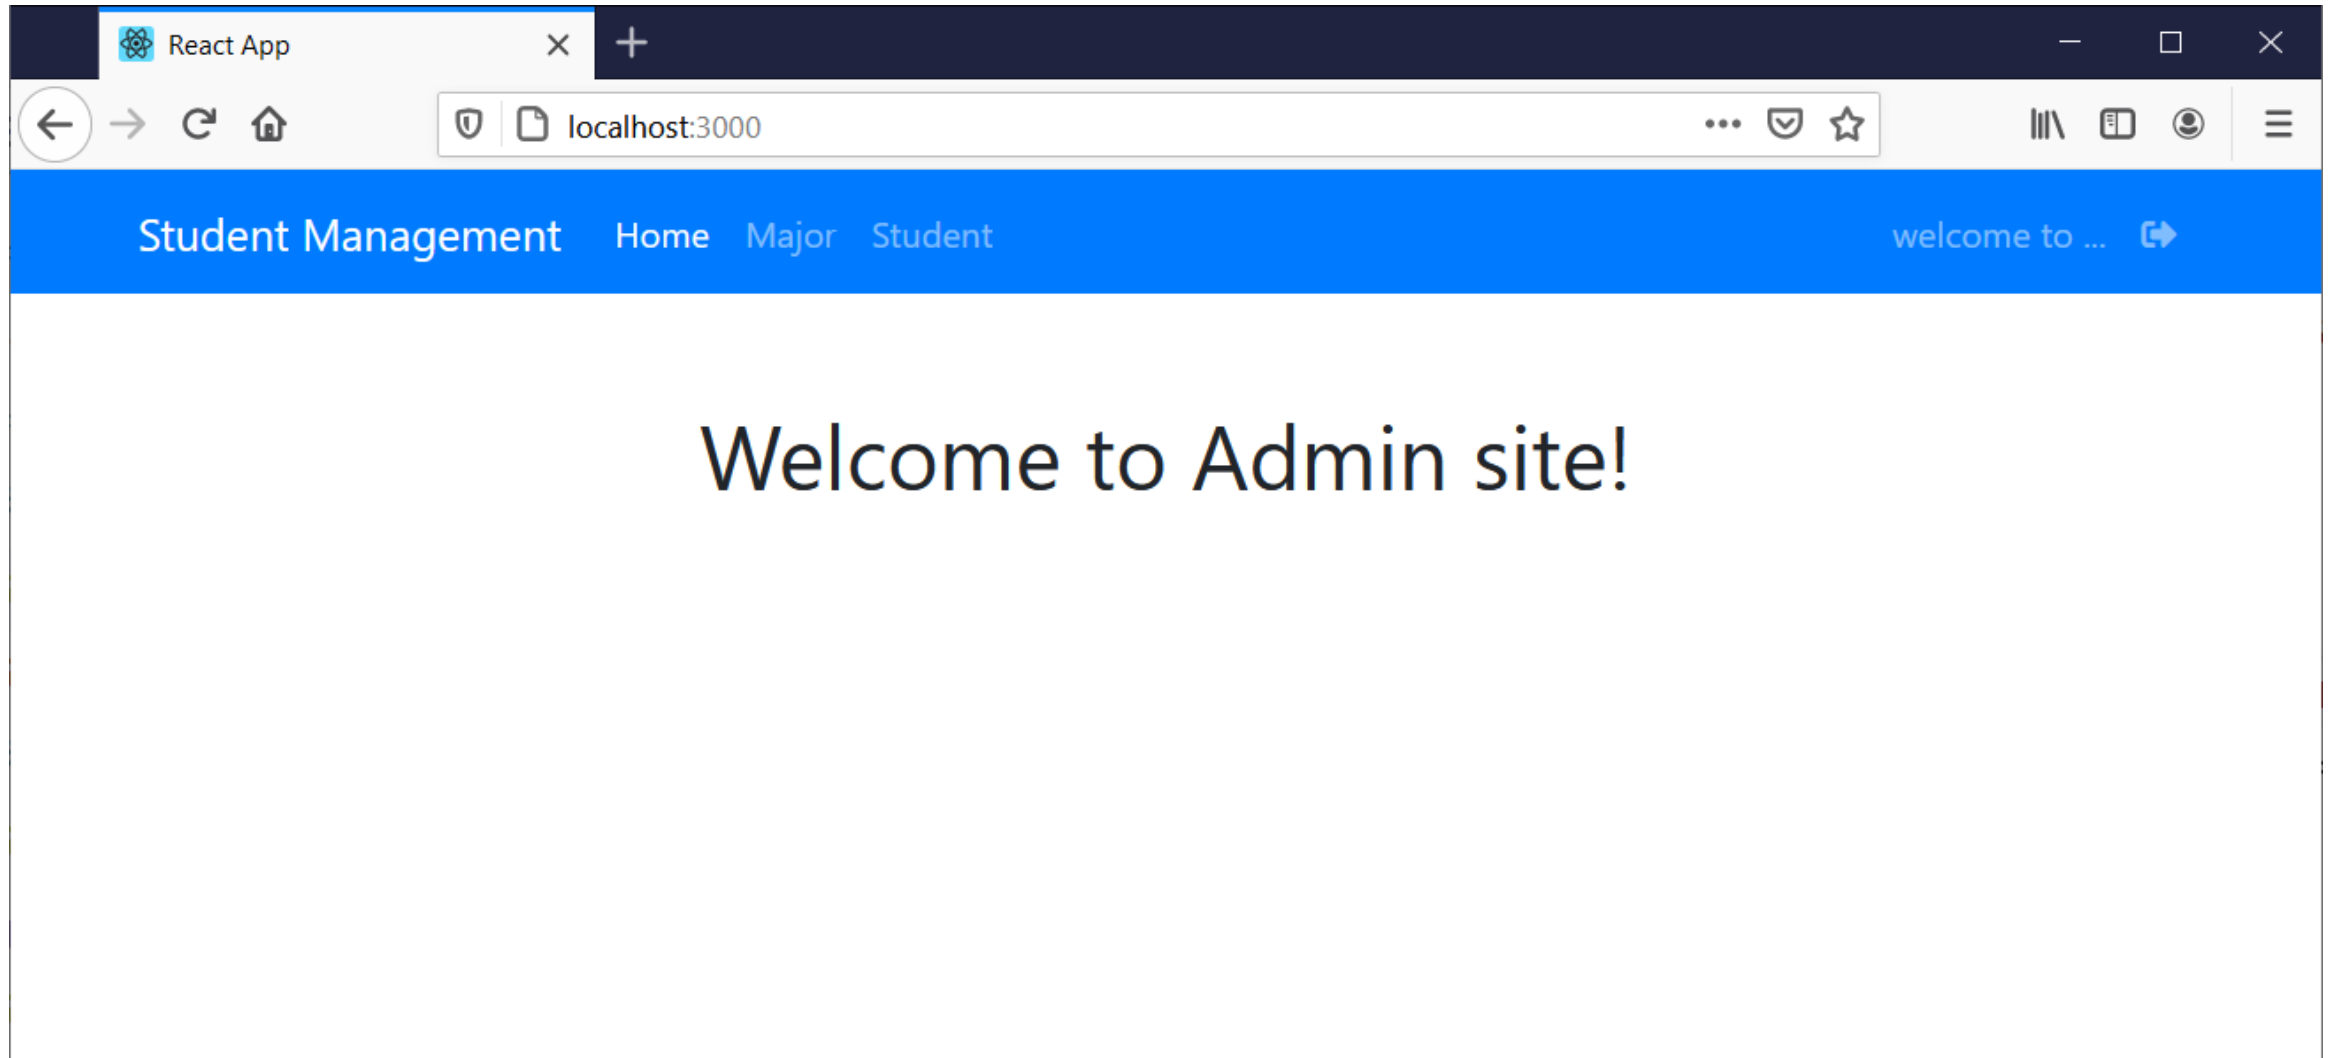 React App
localhost:3000
Student Management Home Major Student welcome to ...
Welcome to Admin site!